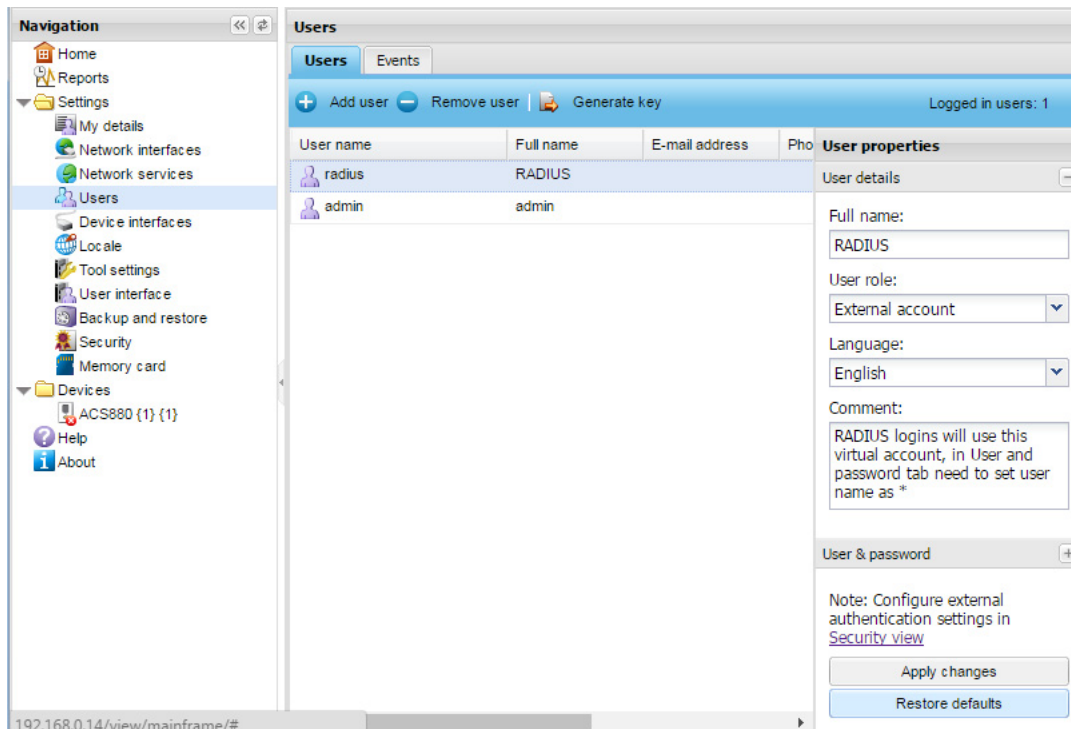 Navigation
Home
Reports
Settings
My details
Network interfaces
Network services
Users
Device interfaces
Locale
Tool settings
User interface
Backup and restore
Security
Memory card
Devices
ACS880 {1} {1}
Help
About
192.168.0.14/view/mainframe/#
Users
Users Events
Add user Remove user Generate key Logged in users: 1
User name Full name E-mail address Pho
radius RADIUS
admin admin
User properties
User details
Full name:
RADIUS
User role:
External account
Language:
English
Comment:
RADIUS logins will use this
virtual account, in User and
password tab need to set user
name as *
User & password
Note: Configure external
authentication settings in
Security view
Apply changes
Restore defaults